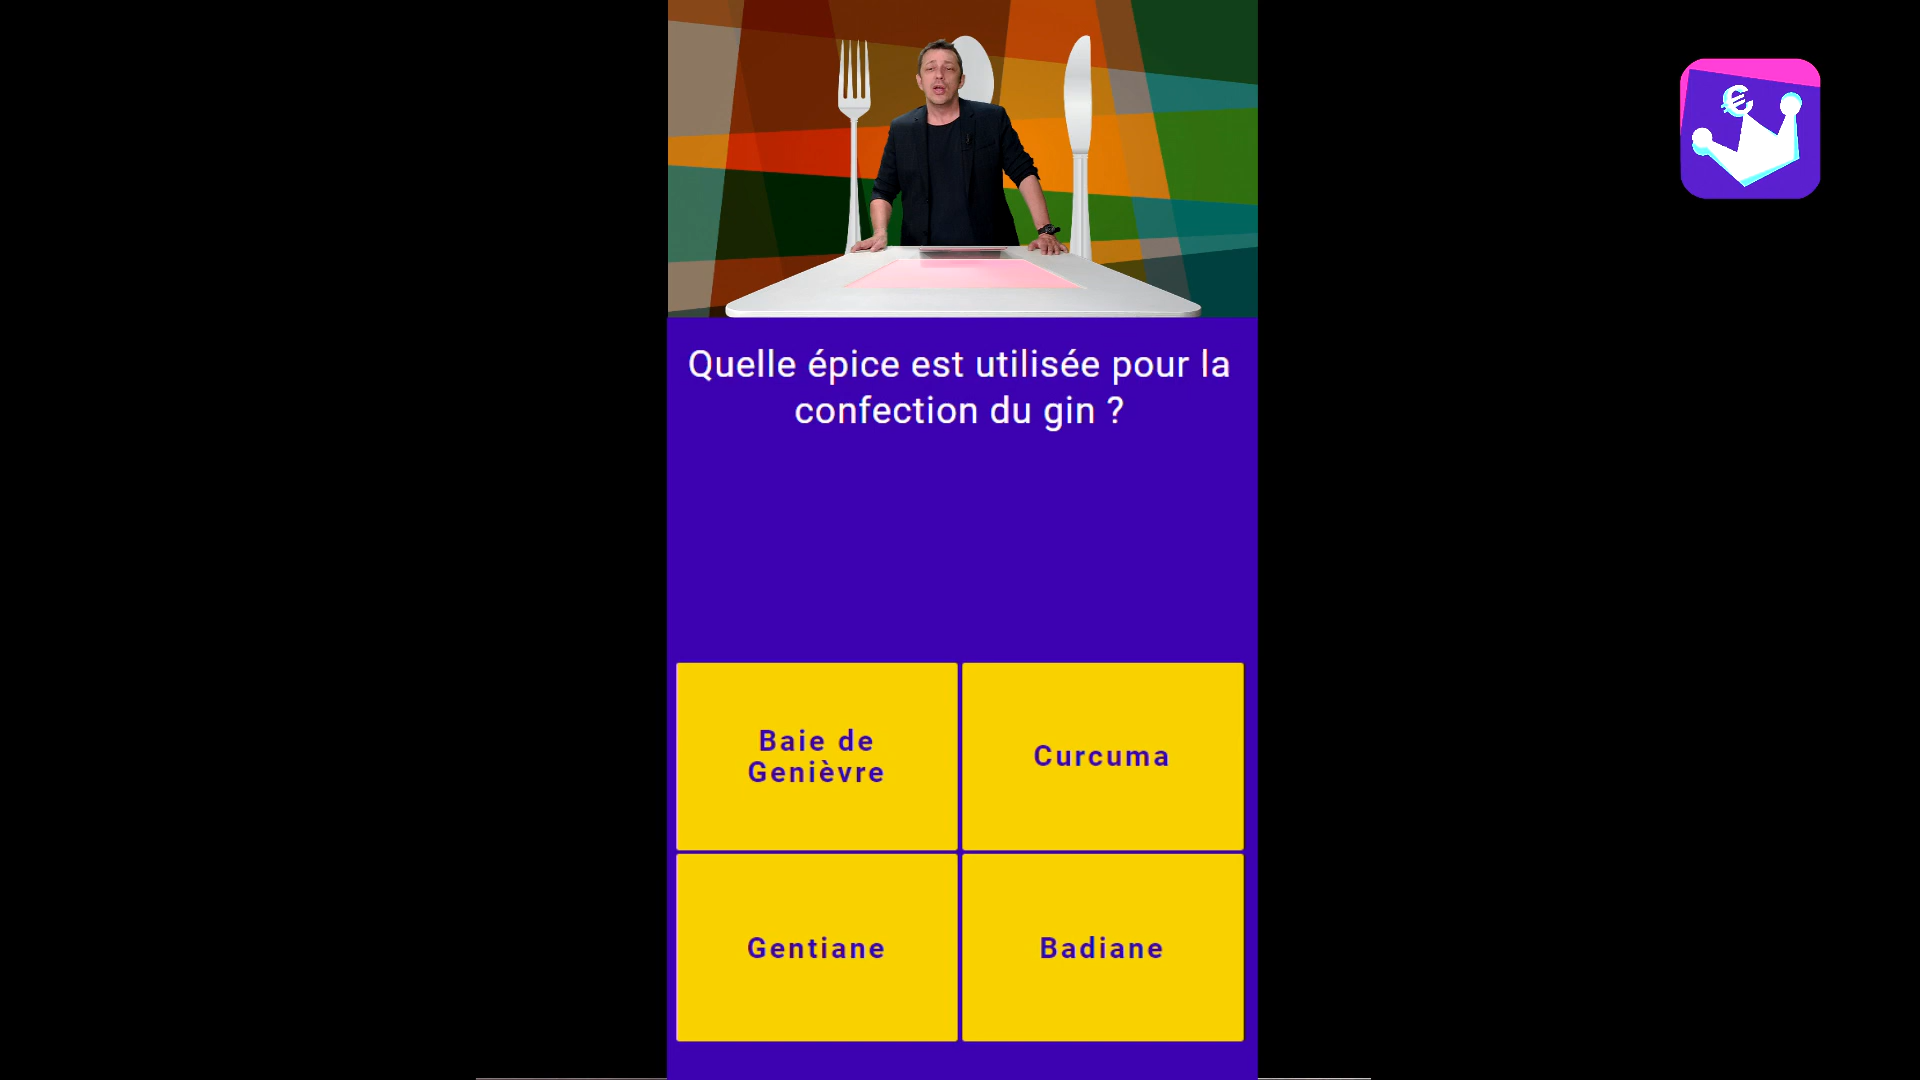 Quelle épice est utilisée pour la
confection du gin ?
Baie de
Genièvre
Curcuma
Gentiane
Badiane